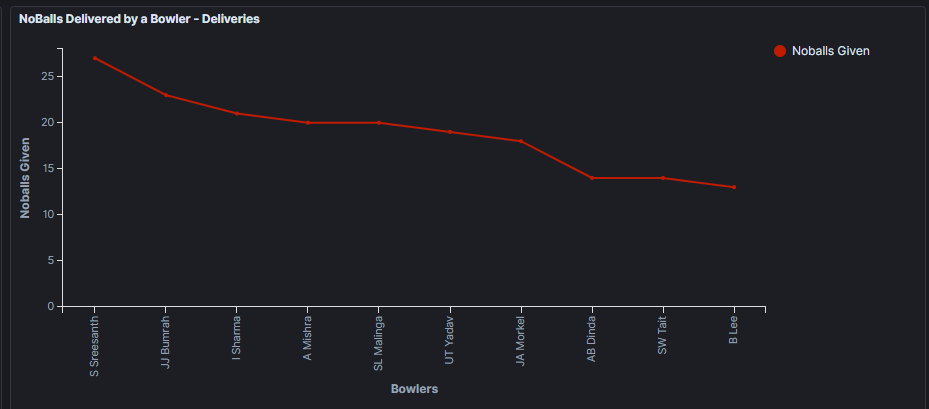 NoBalls Delivered by a Bowler - Deliveries
Noballs Given
25
20
15
10
5
0
Noballs Given
S Sreesanth
JJ Bumrah
I Sharma
A Mishra
SL Malinga
UT Yadav
JA Morkel
AB Dinda
SW Tait
B Lee
Bowlers